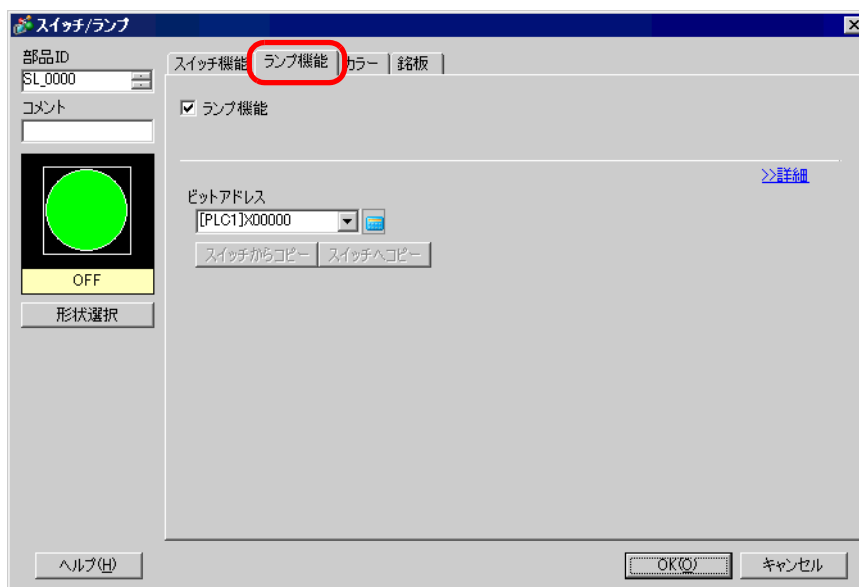 スイッチ/ランプ
部品ID
SL_0000
コメント
スイッチ機能 ランプ機能 カラー 銘板
ランプ機能
>>詳細
ビットアドレス
[PLC1]X00000
スイッチからコピー スイッチへコピー
OFF
形状選択
ヘルプ(H) OK(O) キャンセル